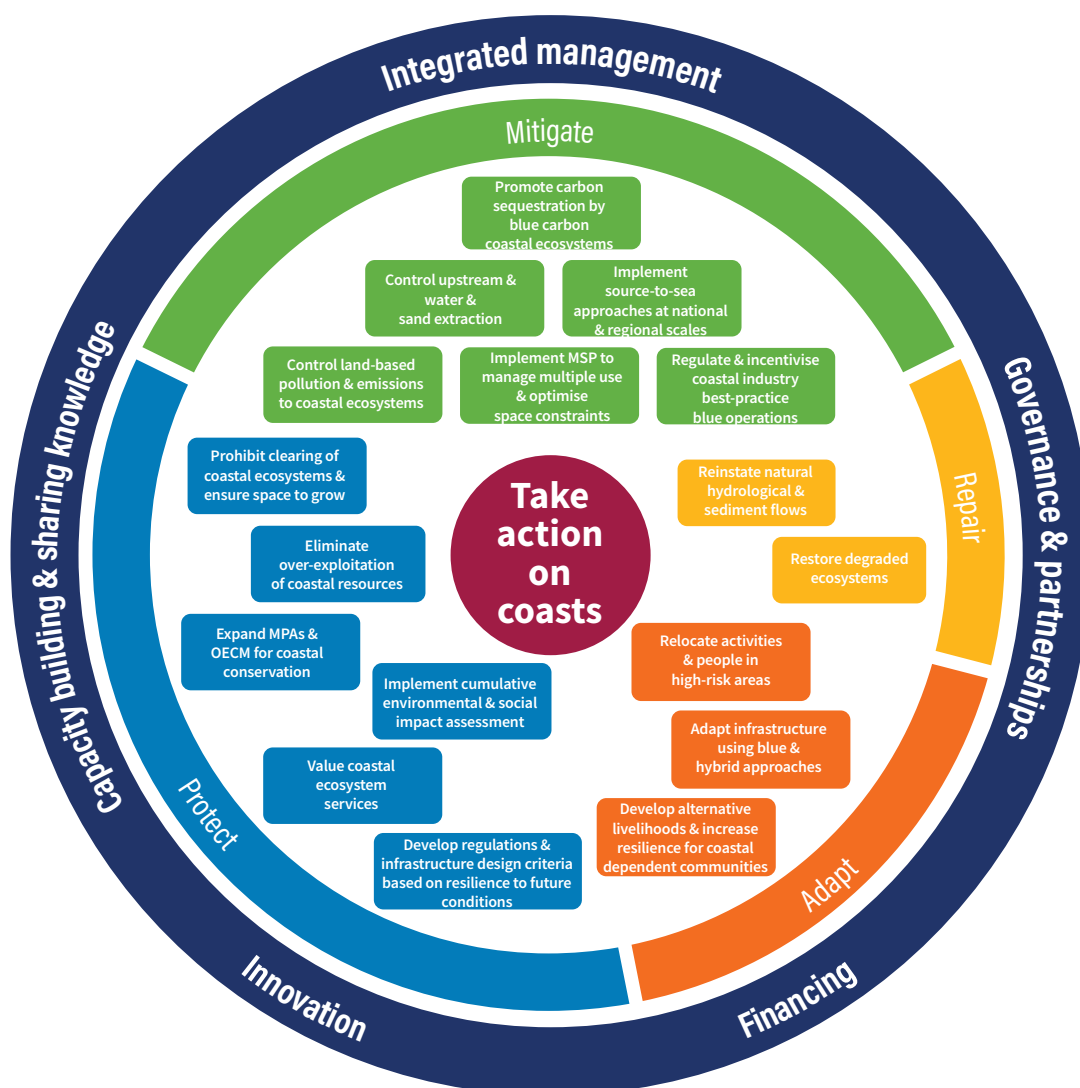 Integrated management
Mitigate
Promote carbon
sequestration by
blue carbon
coastal ecosystems
Control upstream &
water &
sand extraction
Implement
source-to-sea
approaches at national
& regional scales
Control land-based
pollution & emissions
to coastal ecosystems
Implement MSP to
manage multiple use
& optimise
space constraints
Regulate & incentivise
coastal industry
best-practice
blue operations
Governance & partnerships
Repair
Reinstate natural
hydrological &
sediment flows
Restore degraded
ecosystems
Take
action
on
coasts
Capacity building & sharing knowledge
Protect
Prohibit clearing of
coastal ecosystems &
ensure space to grow
Eliminate
over-exploitation
of coastal resources
Expand MPAs &
OECM for coastal
conservation
Implement cumulative
environmental & social
impact assessment
Value coastal
ecosystem
services
Develop regulations &
infrastructure design criteria
based on resilience to future
conditions
Relocate activities
& people in
high-risk areas
Adapt infrastructure
using blue &
hybrid approaches
Develop alternative
livelihoods & increase
resilience for coastal
dependent communities
Adapt
Innovation
Financing